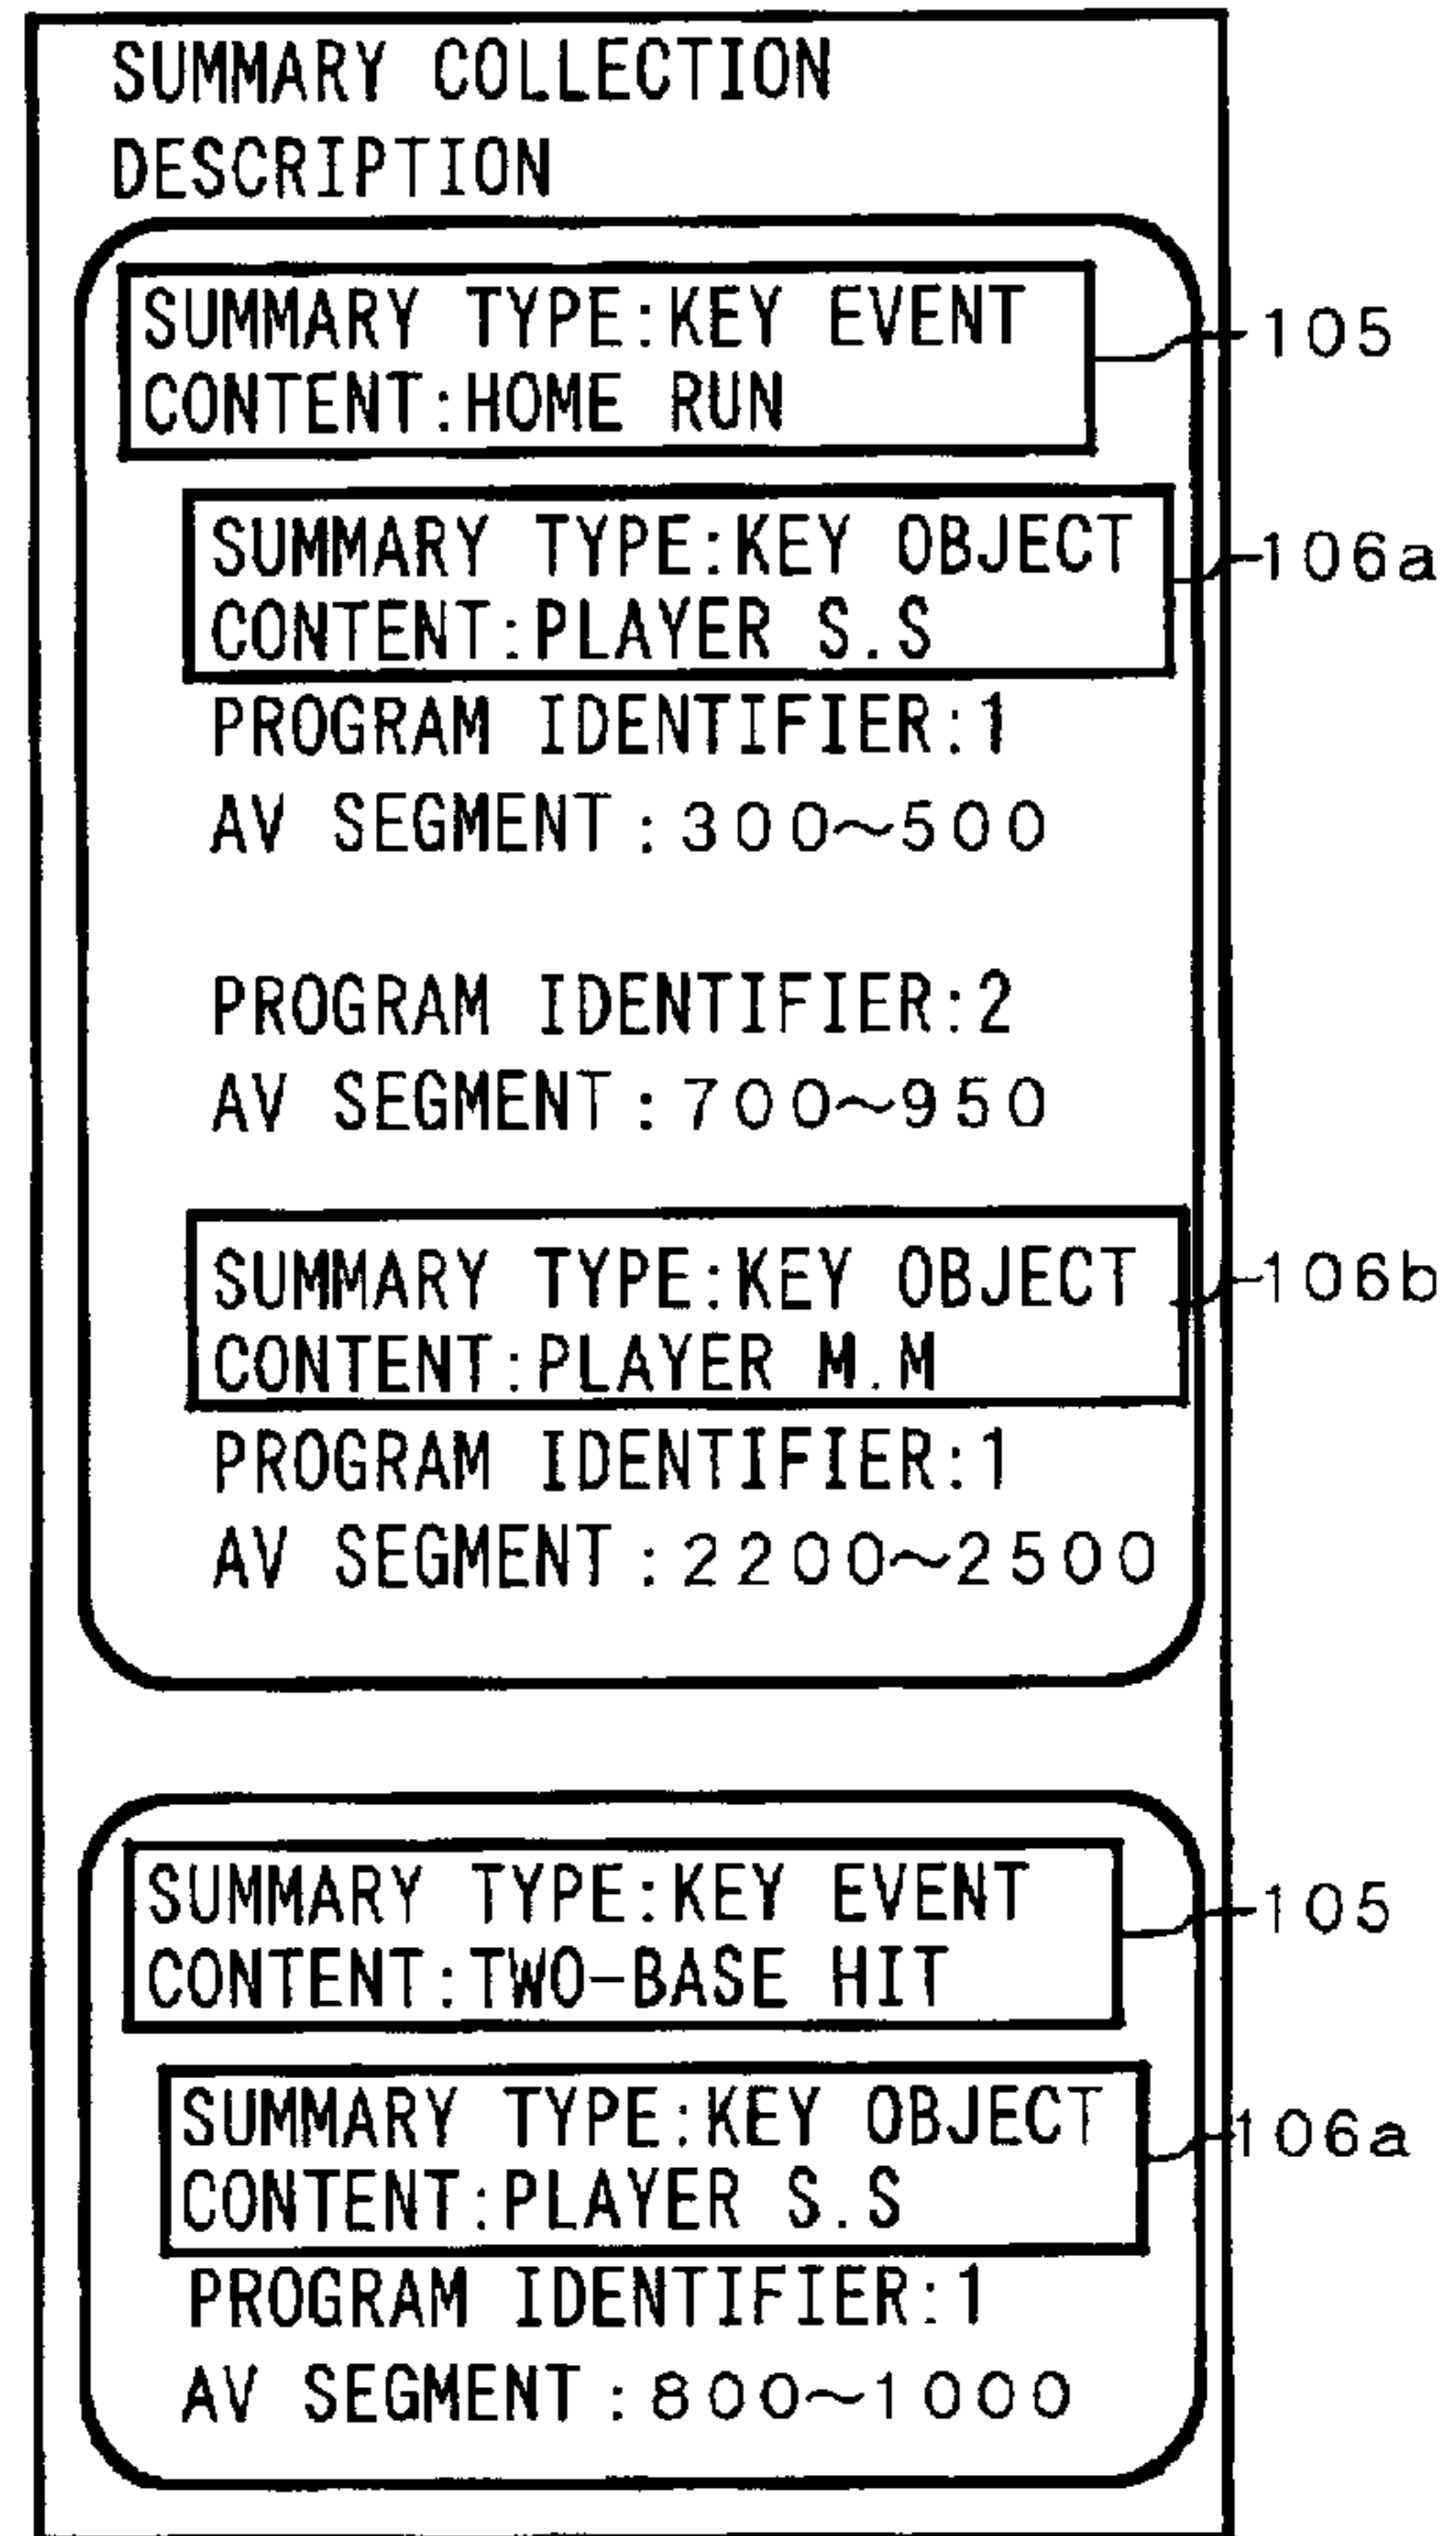 SUMMARY COLLECTION
DESCRIPTION
SUMMARY TYPE:KEY EVENT
CONTENT:HOME RUN
105
SUMMARY TYPE:KEY OBJECT
CONTENT:PLAYER S.S
106a
PROGRAM IDENTIFIER:1
AV SEGMENT:300~500
PROGRAM IDENTIFIER:2
AV SEGMENT:700~950
SUMMARY TYPE:KEY OBJECT
CONTENT:PLAYER M.M
106b
PROGRAM IDENTIFIER:1
AV SEGMENT:2200~2500
SUMMARY TYPE:KEY EVENT
CONTENT:TWO-BASE HIT
105
SUMMARY TYPE:KEY OBJECT
CONTENT:PLAYER S.S
106a
PROGRAM IDENTIFIER:1
AV SEGMENT:800~1000